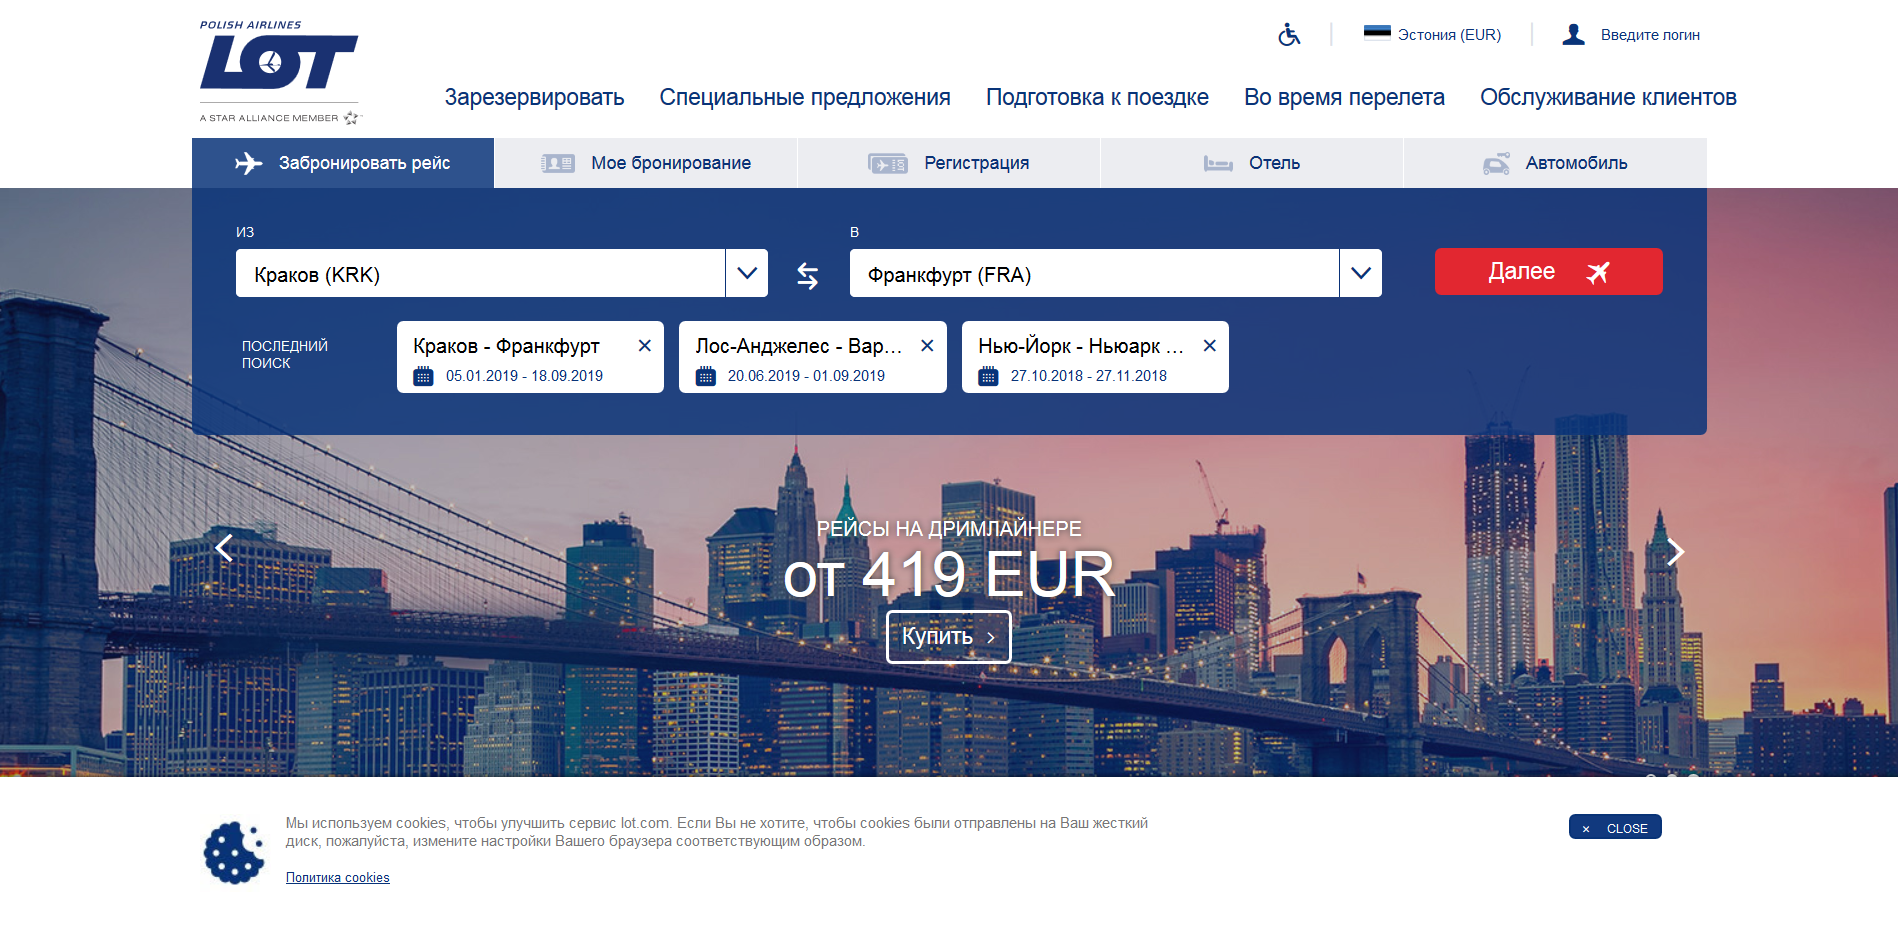 POLISH AIRLINES
LOT
A STAR ALLIANCE MEMBER
Эстония (EUR)
Введите логин
Зарезервировать
Специальные предложения
Подготовка к поездке
Во время перелета
Обслуживание клиентов
Забронировать рейс
Мое бронирование
Регистрация
Отель
Автомобиль
ИЗ
В
Краков (KRK)
Франкфурт (FRA)
Далее
ПОСЛЕДНИЙ
ПОИСК
Краков - Франкфурт
05.01.2019 - 18.09.2019
Лос-Анджелес - Вар...
20.06.2019 - 01.09.2019
Нью-Йорк - Ньюарк ...
27.10.2018 - 27.11.2018
РЕЙСЫ НА ДРИМЛАЙНЕРЕ
от 419 EUR
Купить
Мы используем cookies, чтобы улучшить сервис lot.com. Если Вы не хотите, чтобы cookies были отправлены на Ваш жесткий
диск, пожалуйста, измените настройки Вашего браузера соответствующим образом.
Политика cookies
× CLOSE